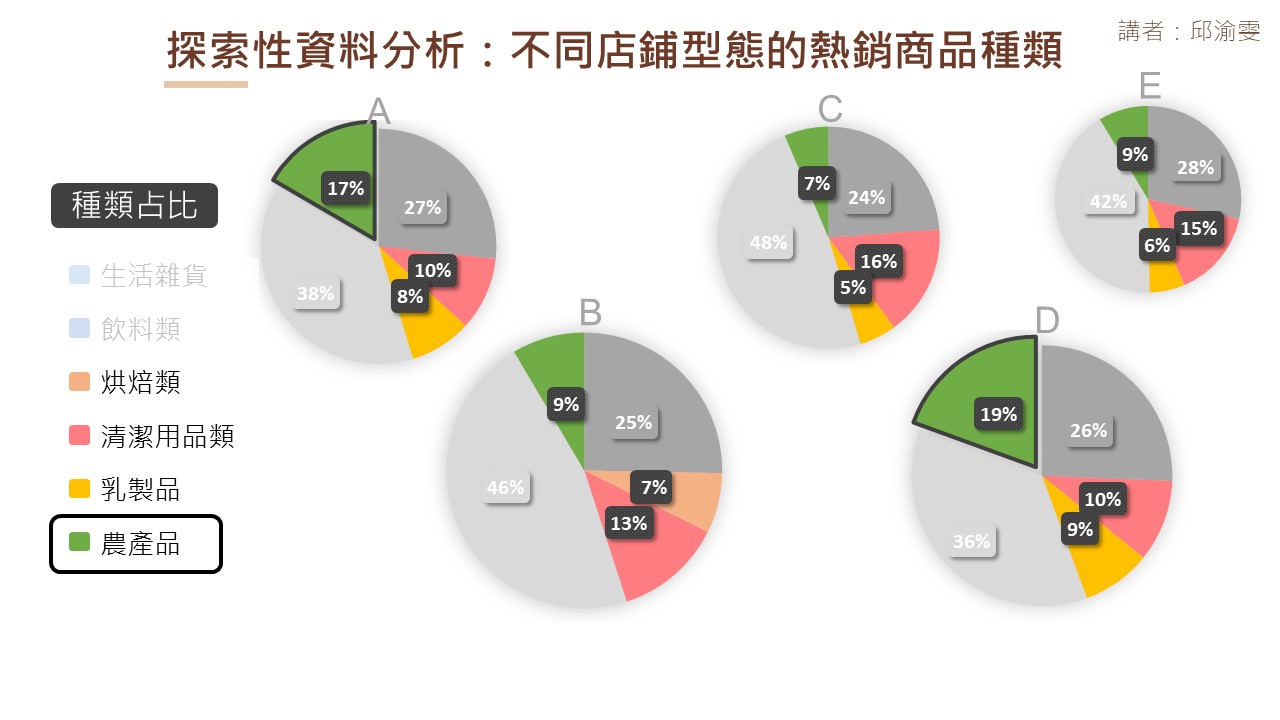 探索性資料分析：不同店鋪型態的熱銷商品種類
講者：邱渝雯
種類占比
生活雜貨
飲料類
烘焙類
清潔用品類
乳製品
農產品
A
17%
27%
10%
8%
38%
B
9%
25%
7%
13%
46%
C
7%
24%
16%
5%
48%
D
19%
26%
10%
9%
36%
E
9%
28%
15%
6%
42%